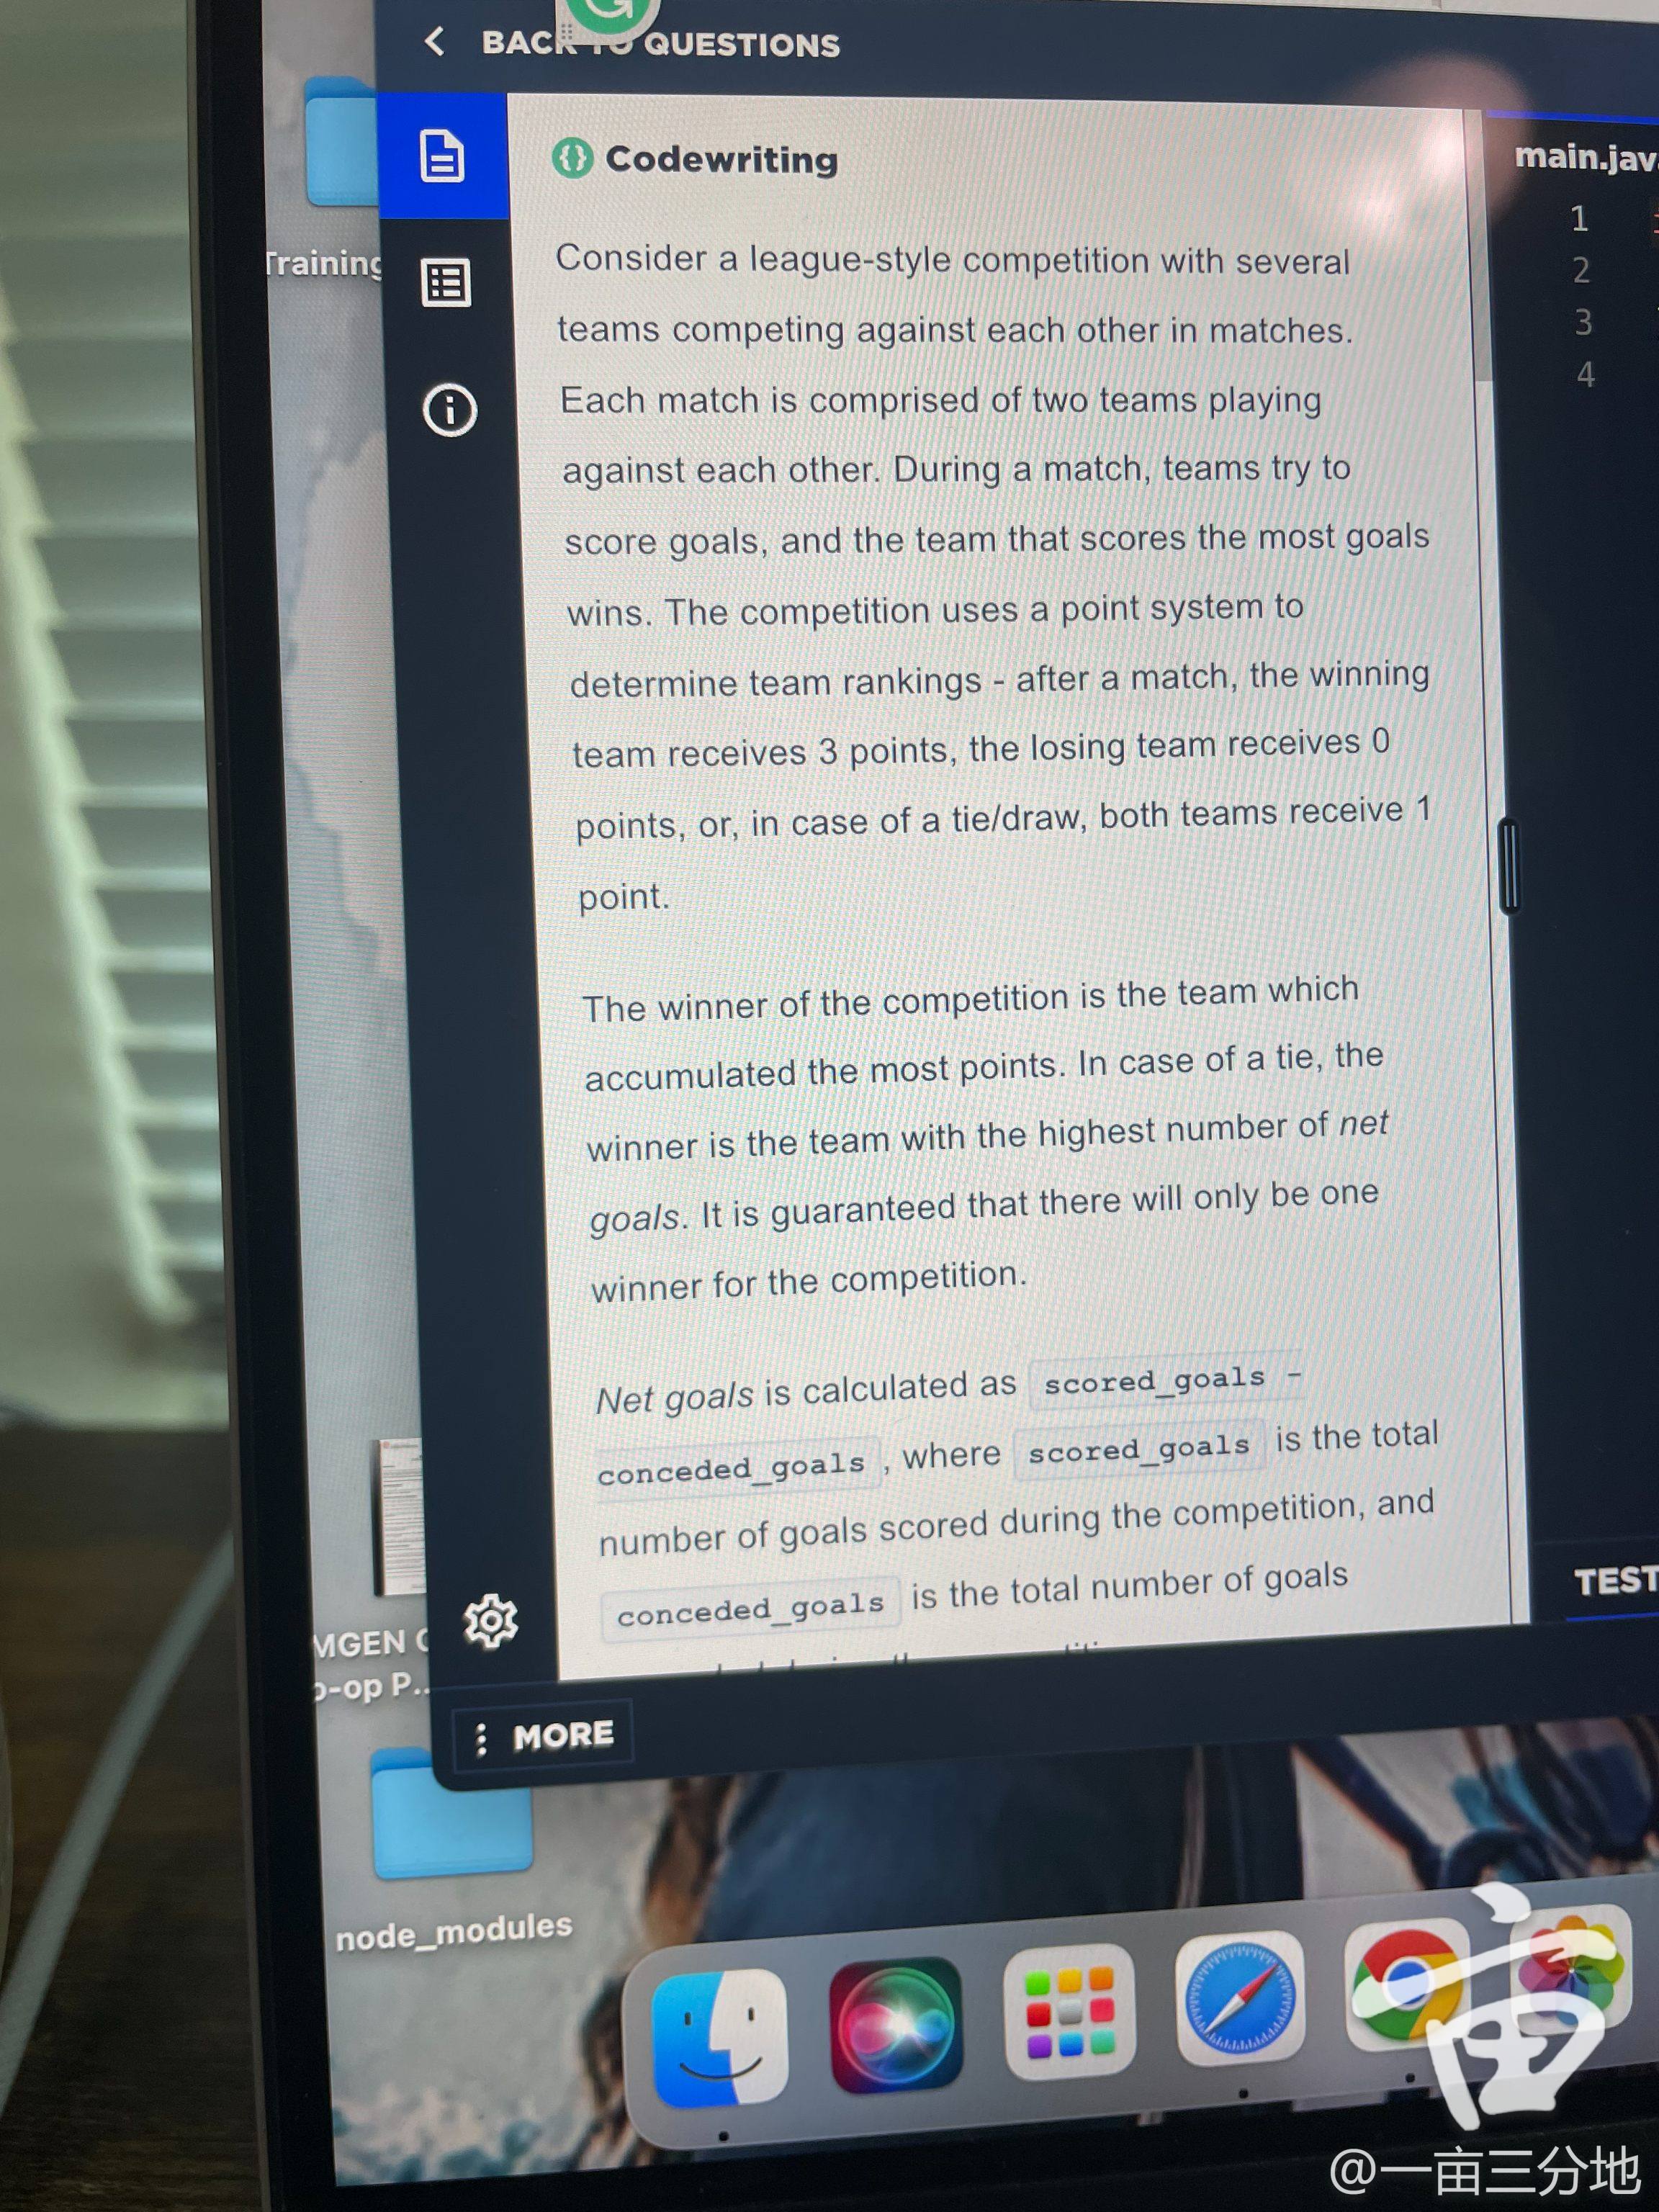 BACK TO QUESTIONS
Codewriting
Consider a league-style competition with several
teams competing against each other in matches.
Each match is comprised of two teams playing
against each other. During a match, teams try to
score goals, and the team that scores the most goals
wins. The competition uses a point system to
determine team rankings - after a match, the winning
team receives 3 points, the losing team receives 0
points, or, in case of a tie/draw, both teams receive 1
point.
The winner of the competition is the team which
accumulated the most points. In case of a tie, the
winner is the team with the highest number of net
goals. It is guaranteed that there will only be one
winner for the competition.
Net goals is calculated as scored_goals -
conceded_goals , where scored_goals is the total
number of goals scored during the competition, and
conceded_goals is the total number of goals
MORE
main.jav
1
2
3
4
TEST
Training
MGEN
o-op P...
node_modules
@一亩三分地